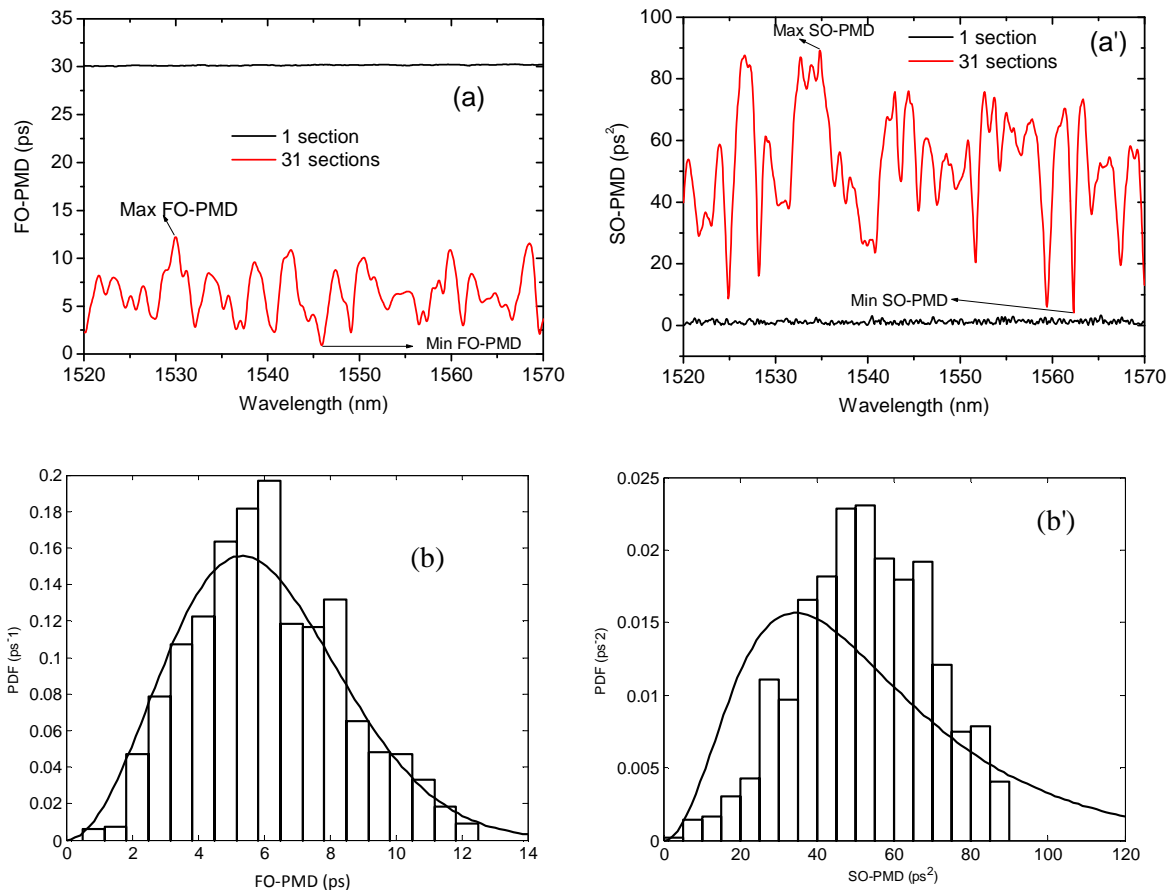 35
30
25
20
15
10
5
0
FO-PMD (ps)
(a)
1 section
31 sections
Max FO-PMD
Min FO-PMD
1520 1530 1540 1550 1560 1570
Wavelength (nm)
100
80
60
40
20
0
SO-PMD (ps²)
Max SO-PMD
1 section
31 sections
(a')
Min SO-PMD
1520 1530 1540 1550 1560 1570
Wavelength (nm)
0.2
0.18
0.16
0.14
0.12
0.1
0.08
0.06
0.04
0.02
0
PDF (ps⁻¹)
(b)
0 2 4 6 8 10 12 14
FO-PMD (ps)
0.025
0.02
0.015
0.01
0.005
0
PDF (ps⁻2)
(b')
0 20 40 60 80 100 120
SO-PMD (ps²)